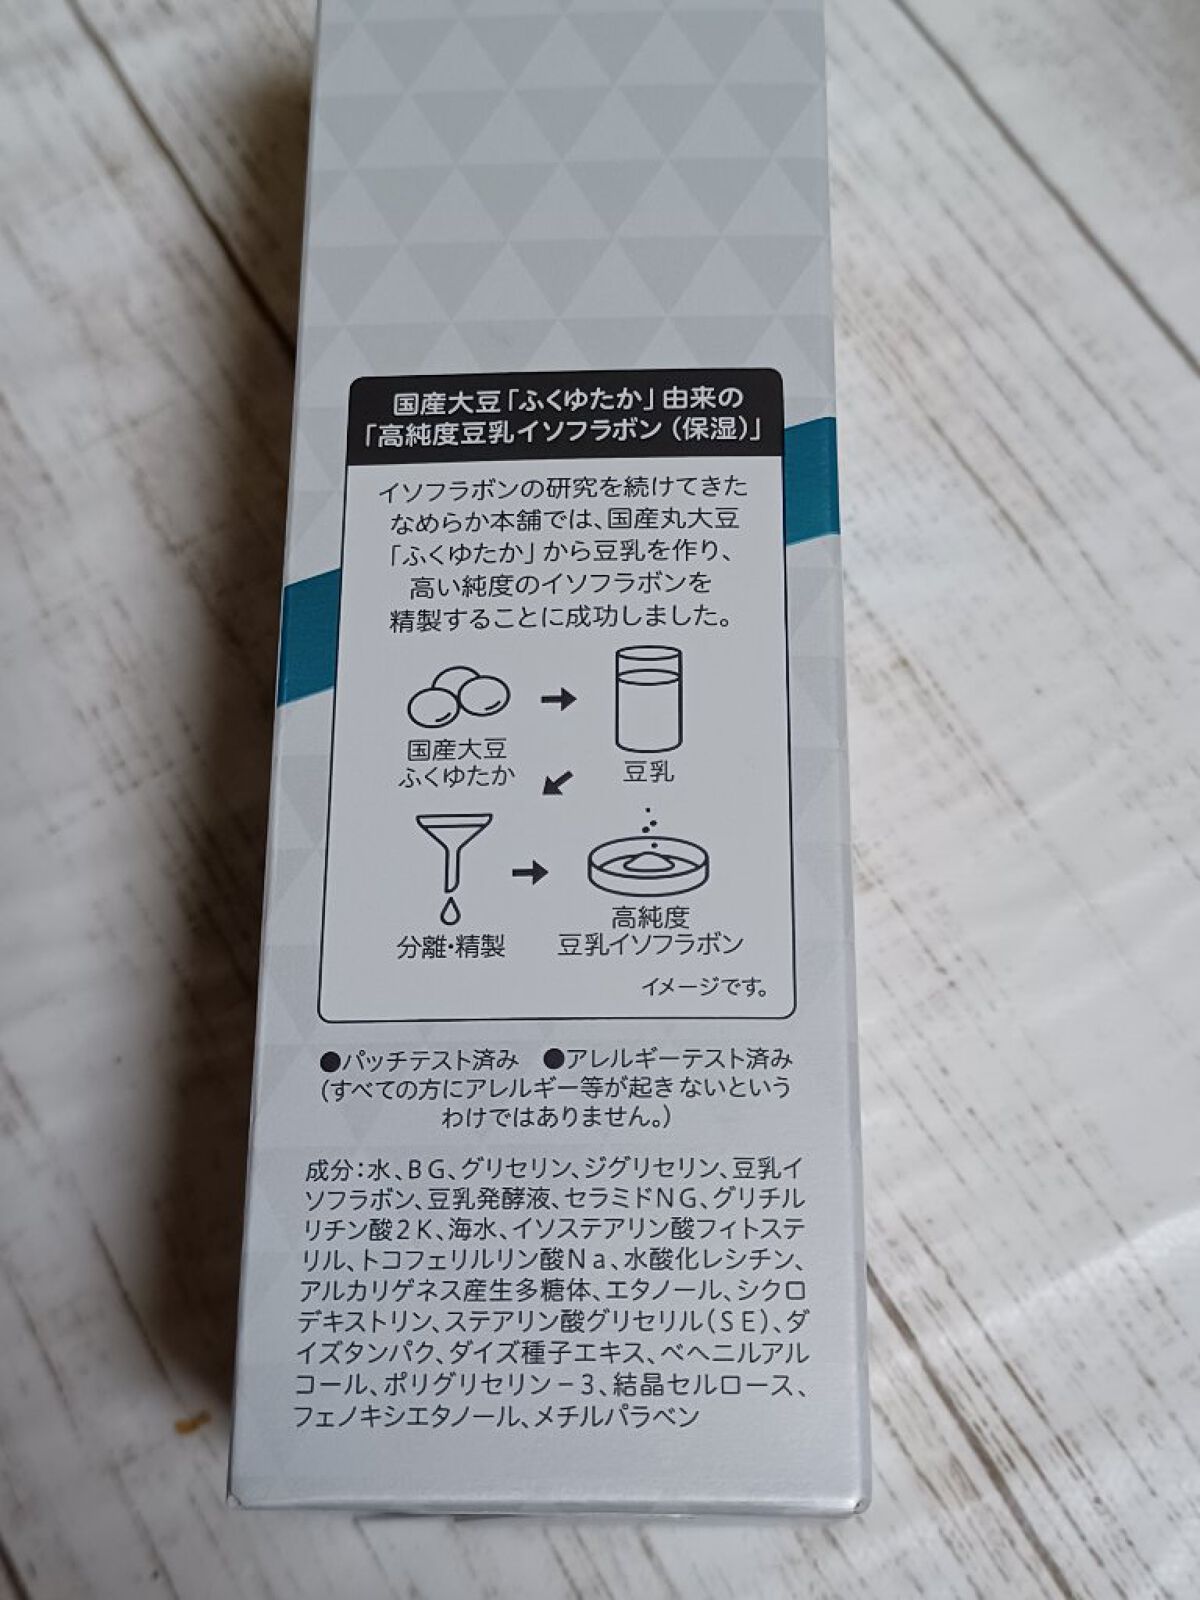 国産大豆「ふくゆたか」由来の
「高純度豆乳イソフラボン（保湿）」
イソフラボンの研究を続けてきた
なめらか本舗では、国産丸大豆
「ふくゆたか」から豆乳を作り、
高い純度のイソフラボンを
精製することに成功しました。
国産大豆
ふくゆたか
豆乳
分離・精製
高純度
豆乳イソフラボン
イメージです。
●パッチテスト済み ●アレルギーテスト済み
(すべての方にアレルギー等が起きないという
わけではありません。)
成分：水、ＢＧ、グリセリン、ジグリセリン、豆乳イ
ソフラボン、豆乳発酵液、セラミドＮＧ、グリチル
リチン酸２Ｋ、海水、イソステアリン酸フィトステ
リル、トコフェリルリン酸Ｎａ、水酸化レシチン、
アルカリゲネス産生多糖体、エタノール、シクロ
デキストリン、ステアリン酸グリセリル（ＳＥ）、ダ
イズタンパク、ダイズ種子エキス、ベヘニルアル
コール、ポリグリセリン－３、結晶セルロース、
フェノキシエタノール、メチルパラベン